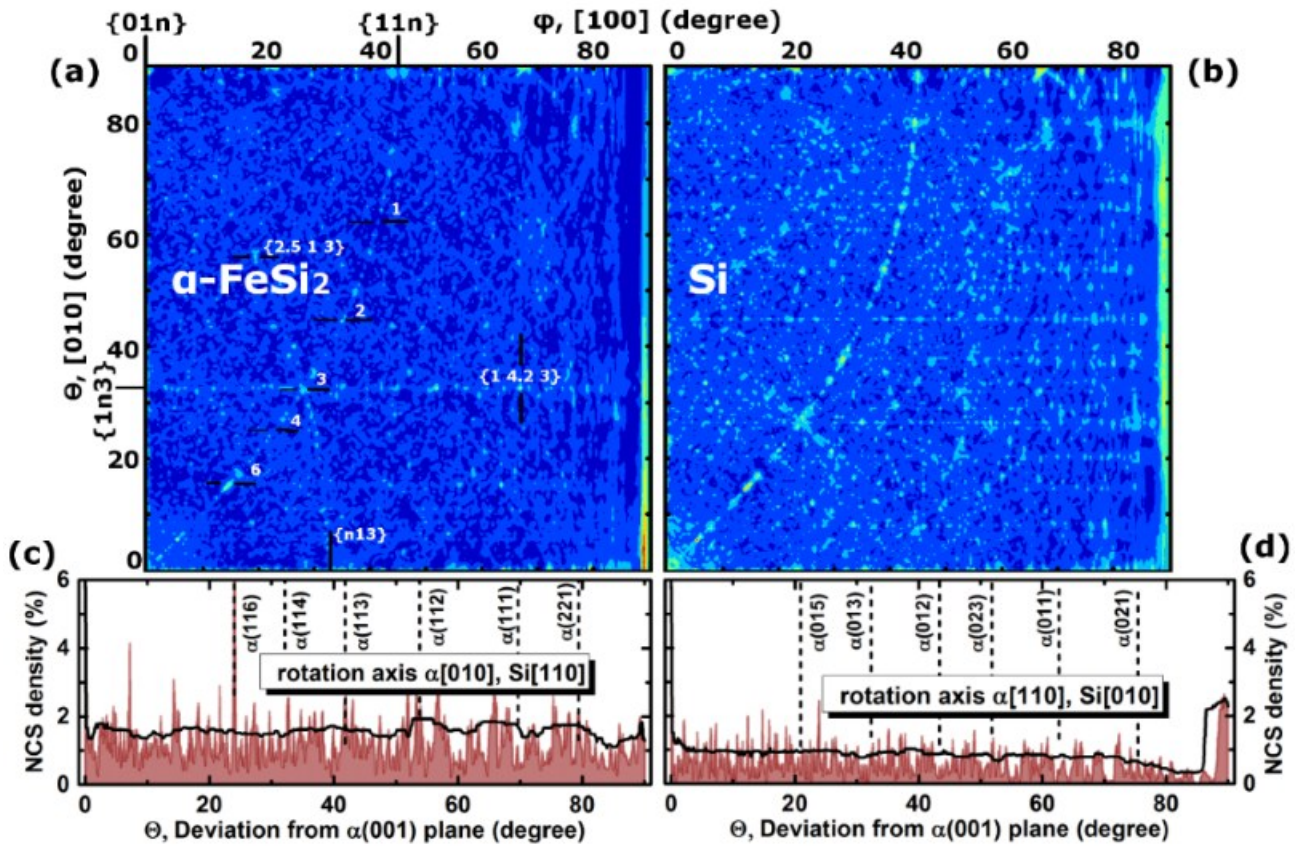 {01n} {11n} φ, [100] (degree)
0 20 40 60 80 0 10 20 30 40 50 60 70 80
(a) (b)
80
60
40
20
0
Θ, [010] (degree)
{1n3}
1
{2.5 1 3}
α-FeSi2
Si
2
3
{1 4.2 3}
4
6
{n13}
(c) (d)
6
4
2
0
NCS density (%)
α(116) α(114) α(113) α(112) α(111) α(221)
rotation axis α[010], Si[110]
0 20 40 60 80
Θ, Deviation from α(001) plane (degree)
α(015) α(013) α(012) α(023) α(011) α(021)
rotation axis α[110], Si[010]
6
4
2
0
NCS density (%)
0 20 40 60 80
Θ, Deviation from α(001) plane (degree)